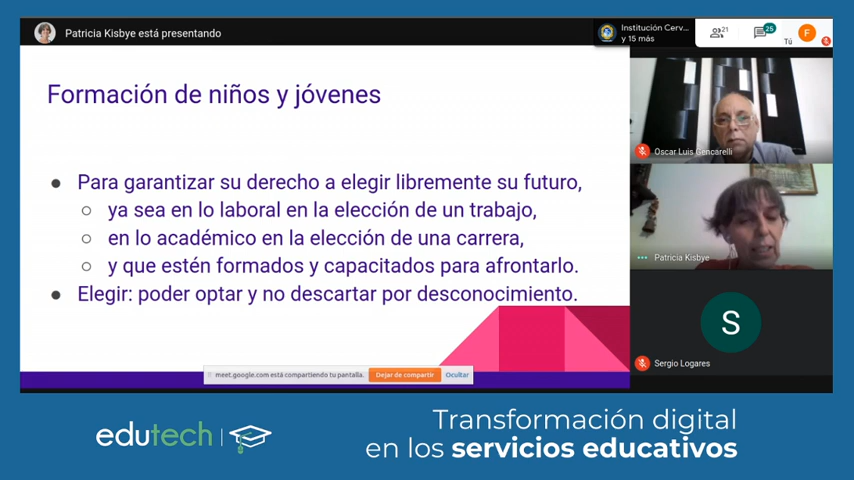 Patricia Kisbye está presentando
Institución Cerv...
y 15 más
21
25
Tú
F
Formación de niños y jóvenes
● Para garantizar su derecho a elegir libremente su futuro,
○ ya sea en lo laboral en la elección de un trabajo,
○ en lo académico en la elección de una carrera,
○ y que estén formados y capacitados para afrontarlo.
● Elegir: poder optar y no descartar por desconocimiento.
Oscar Luis Cencarelli
Patricia Kisbye
S
Sergio Logares
meet.google.com está compartiendo tu pantalla.
Dejar de compartir
Ocultar
edutech
Transformación digital
en los servicios educativos